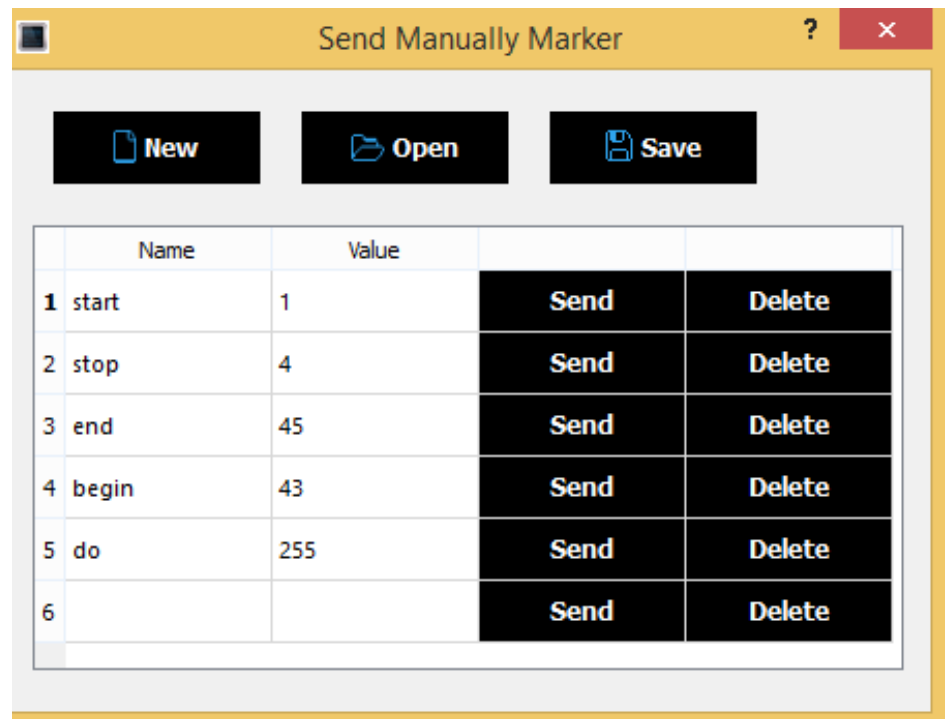 Send Manually Marker ? ×
New Open Save
Name Value
1 start 1 Send Delete
2 stop 4 Send Delete
3 end 45 Send Delete
4 begin 43 Send Delete
5 do 255 Send Delete
6 Send Delete